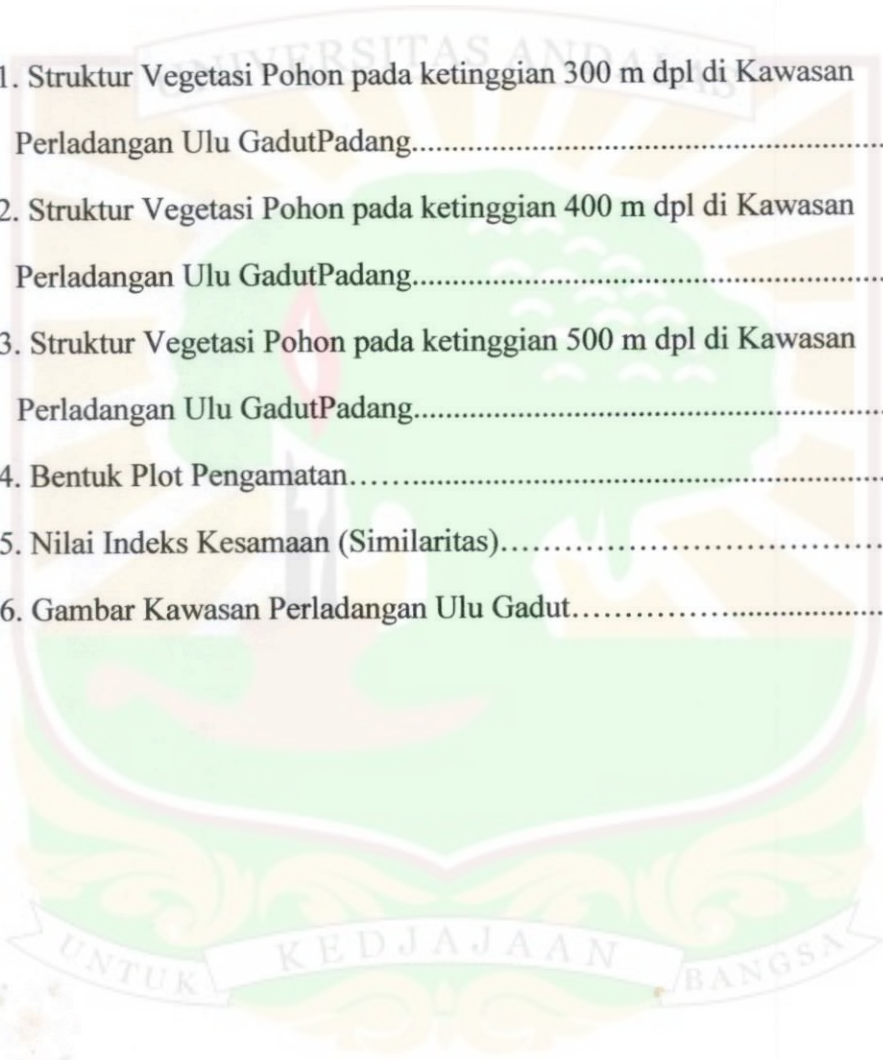 UNIVERSITAS ANDALAS
1. Struktur Vegetasi Pohon pada ketinggian 300 m dpl di Kawasan
Perladangan Ulu GadutPadang..........................................................
2. Struktur Vegetasi Pohon pada ketinggian 400 m dpl di Kawasan
Perladangan Ulu GadutPadang..........................................................
3. Struktur Vegetasi Pohon pada ketinggian 500 m dpl di Kawasan
Perladangan Ulu GadutPadang..........................................................
4. Bentuk Plot Pengamatan..................................................................
5. Nilai Indeks Kesamaan (Similaritas)....................................
6. Gambar Kawasan Perladangan Ulu Gadut...................................
UNTUK KEDJAJAAN BANGSA